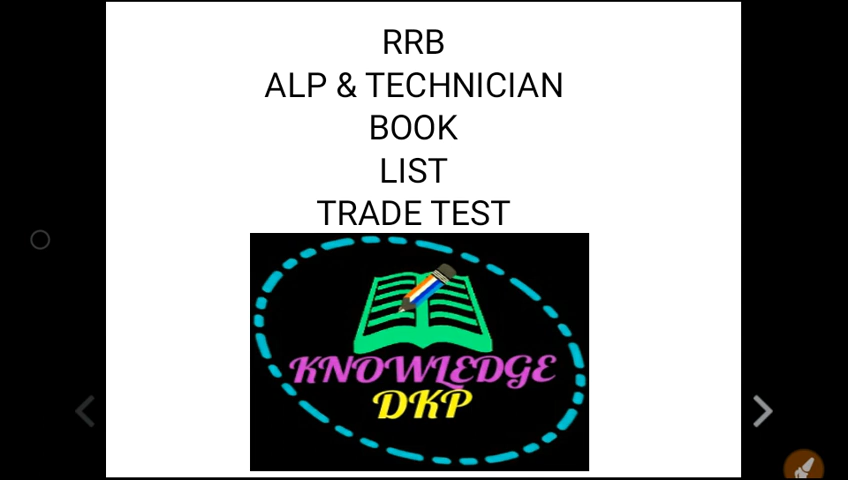 RRB
ALP & TECHNICIAN
BOOK
LIST
TRADE TEST
KNOWLEDGE
DKP